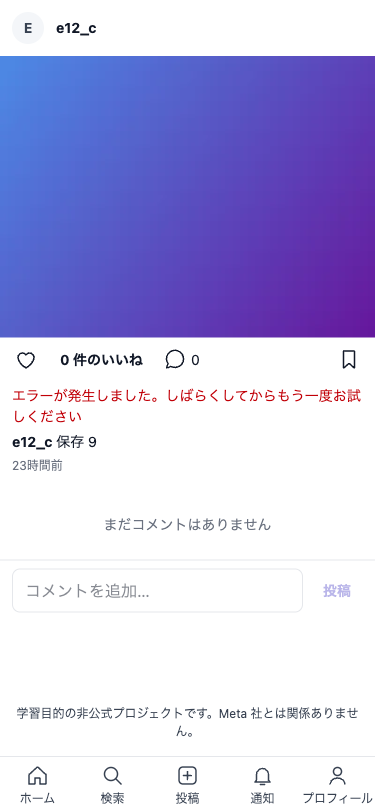 E e12_c
0 件のいいね 0
エラーが発生しました。しばらくしてからもう一度お試
しください
e12_c 保存 9
23時間前
まだコメントはありません
コメントを追加... 投稿
学習目的の非公式プロジェクトです。Meta 社とは関係ありませ
ん。
ホーム 検索 投稿 通知 プロフィール